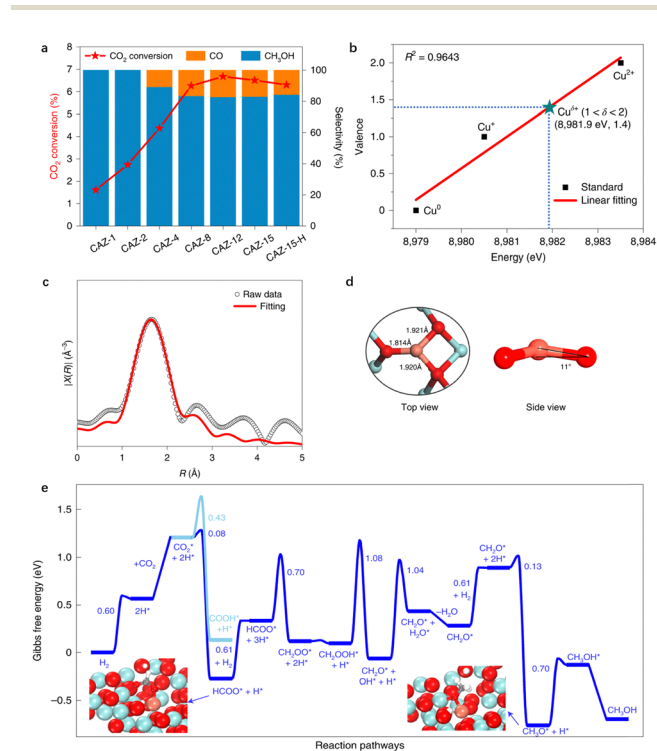 a
CO₂ conversion
CO
CH₃OH
8
7
6
5
4
3
2
1
0
CO₂ conversion (%)
100
80
60
40
20
0
Selectivity (%)
CAZ-1
CAZ-2
CAZ-4
CAZ-8
CAZ-12
CAZ-15
CAZ-15-H
b
R² = 0.9643
2.0
1.5
1.0
0.5
0
Valence
Cu²⁺
Cuᵟ⁺ (1 < δ < 2)
(8,981.9 eV, 1.4)
Cu⁺
Cu⁰
Standard
Linear fitting
8,979
8,980
8,981
8,982
8,983
8,984
Energy (eV)
c
Raw data
Fitting
|X(R)| (Å⁻³)
0
1
2
3
4
5
R (Å)
d
1.921Å
1.814Å
1.920Å
11°
Top view
Side view
e
1.5
1.0
0.5
0
−0.5
Gibbs free energy (eV)
H₂
0.60
2H*
+CO₂
CO₂*
+ 2H*
0.43
0.08
COOH*
+H*
0.61
+ H₂
HCOO* + H*
HCOO*
+ 3H*
0.70
CH₂OO*
+ 2H*
CH₂OOH*
+ H*
1.08
CH₂O* +
OH* + H*
1.04
CH₂O* +
H₂O*
−H₂O
CH₂O*
0.61
+ H₂
CH₂O*
+ 2H*
0.13
CH₃O* + H*
0.70
CH₃OH*
CH₃OH
Reaction pathways